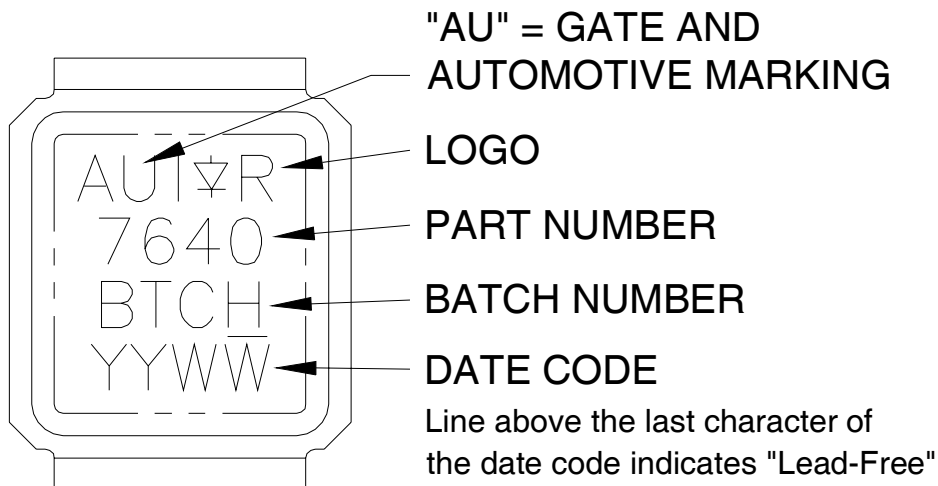 "AU" = GATE AND
AUTOMOTIVE MARKING
AUI R
LOGO
7640
PART NUMBER
BTCH
BATCH NUMBER
YYWW̅
DATE CODE
Line above the last character of
the date code indicates "Lead-Free"